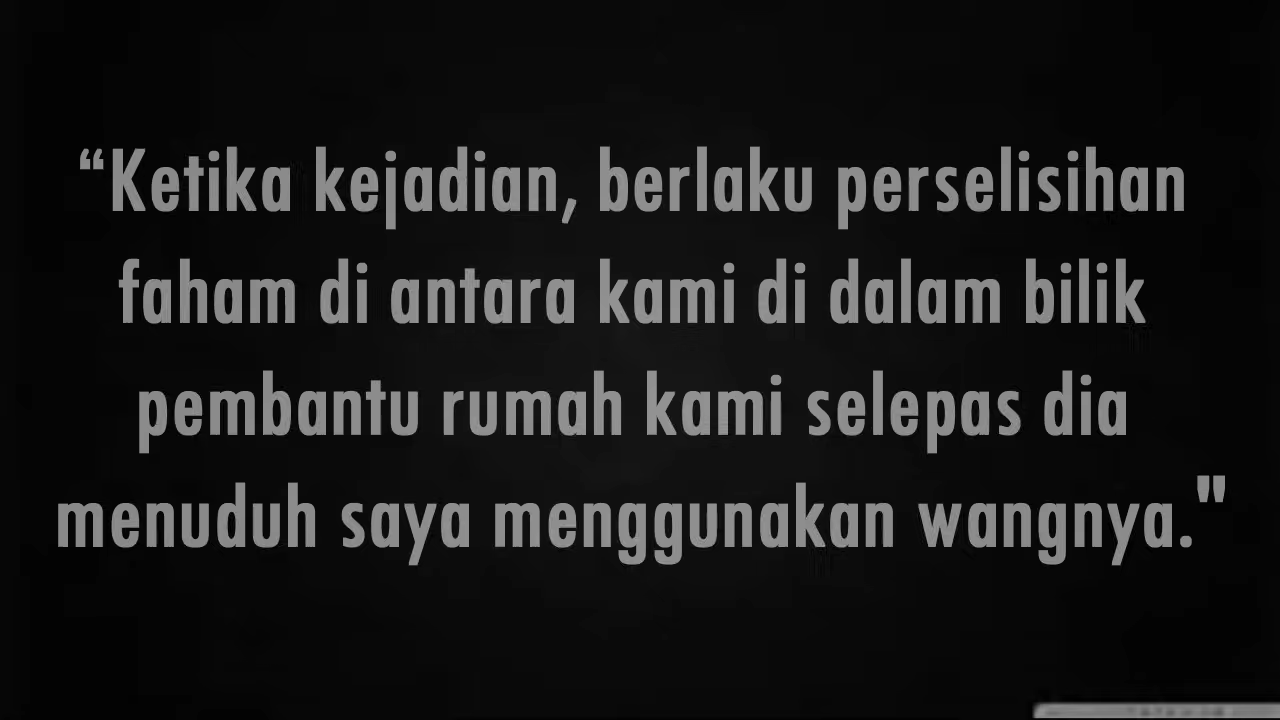 “Ketika kejadian, berlaku perselisihan
faham di antara kami di dalam bilik
pembantu rumah kami selepas dia
menuduh saya menggunakan wangnya."